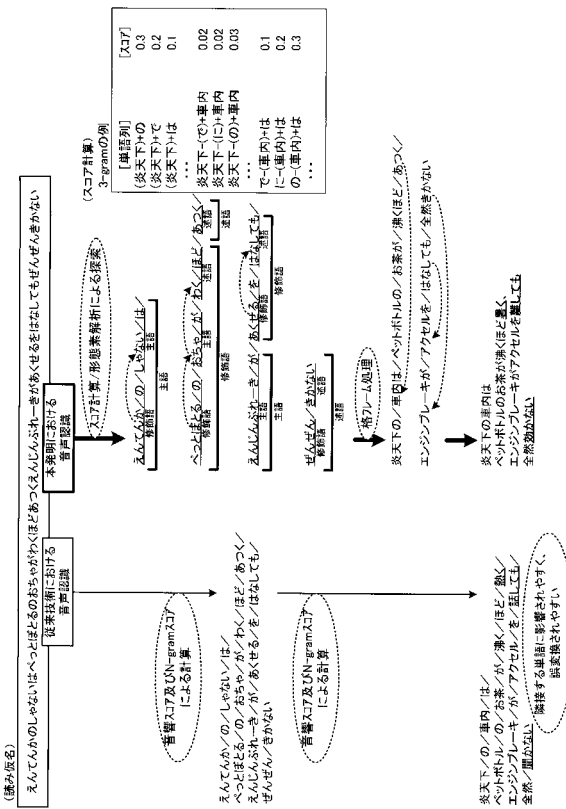 (読み仮名)
えんてんかのしゃないはぺっとぼとるのおちゃがわくほどあつくえんじんぶれーきがあくせるをはなしてもぜんぜんきかない
従来技術における
音声認識
音響スコア及びN-gramスコア
による計算
えんてんか/の/しゃない/は/
ぺっとぼとる/の/おちゃ/が/わく/ほど/あつく/
えんじんぶれーき/が/あくせる/を/はなしても/
ぜんぜん/きかない
音響スコア及びN-gramスコア
による計算
炎天下/の/車内/は/
ペットボトル/の/お茶/が/沸く/ほど/熱く/
エンジンブレーキ/が/アクセル/を/話しても/
全然/聞かない
隣接する単語に影響されやすく、
誤変換されやすい
本発明における
音声認識
スコア計算/形態素解析による探索
えんてんか/の/しゃない/は/
修飾語 主語
主語
ぺっとぼとる/の/おちゃ/が/わく/ほど/あつく/
修飾語 主語 述語 述語
修飾語 述語
えんじんぶれーき/が/あくせる/を/はなしても/
主語 修飾語 述語
主語 修飾語
ぜんぜん/きかない
修飾語 述語
述語
格フレーム処理
炎天下の/車内は/ペットボトルの/お茶が/沸くほど/あつく/
エンジンブレーキが/アクセルを/はなしても/全然きかない
炎天下の車内は
ペットボトルのお茶が沸くほど暑く、
エンジンブレーキがアクセルを離しても
全然効かない
(スコア計算)
3-gramの例
[単語列] [スコア]
(炎天下)+の 0.3
(炎天下)+で 0.2
(炎天下)+は 0.1
…
炎天下-(で)+車内 0.02
炎天下-(に)+車内 0.02
炎天下-(の)+車内 0.03
…
で-(車内)+は 0.1
に-(車内)+は 0.2
の-(車内)+は 0.3
…